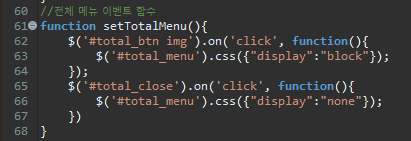 60 //전체 메뉴 이벤트 함수
61 function setTotalMenu(){
62     $('#total_btn img').on('click', function(){
63         $('#total_menu').css({"display":"block"});
64     });
65     $('#total_close').on('click', function(){
66         $('#total_menu').css({"display":"none"});
67     })
68 }